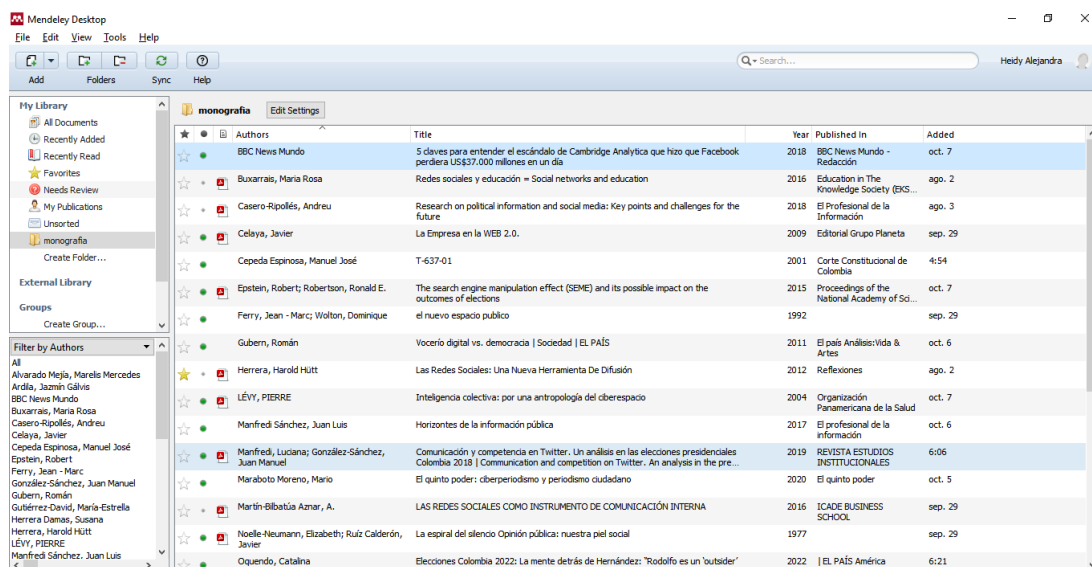 Mendeley Desktop
File Edit View Tools Help
Search...
Heidy Alejandra
Add Folders Sync Help
My Library
All Documents
Recently Added
Recently Read
Favorites
Needs Review
My Publications
Unsorted
monografia
Create Folder...
External Library
Groups
Create Group...
Filter by Authors
All
Alvarado Mejía, Marelis Mercedes
Ardila, Jazmín Gálvis
BBC News Mundo
Buxarrais, Maria Rosa
Casero-Ripollés, Andreu
Celaya, Javier
Cepeda Espinosa, Manuel José
Epstein, Robert
Ferry, Jean - Marc
González-Sánchez, Juan Manuel
Gubern, Román
Gutiérrez-David, María-Estrella
Herrera Damas, Susana
Herrera, Harold Hütt
LÉVY, PIERRE
Manfredi Sánchez, Juan Luis
monografia Edit Settings
Authors Title Year Published In Added
BBC News Mundo 5 claves para entender el escándalo de Cambridge Analytica que hizo que Facebook 2018 BBC News Mundo - oct. 7
perdiera US$37.000 millones en un día Redacción
Buxarrais, Maria Rosa Redes sociales y educación = Social networks and education 2016 Education in The ago. 2
Knowledge Society (EKS...
Casero-Ripollés, Andreu Research on political information and social media: Key points and challenges for the 2018 El Profesional de la ago. 3
future Información
Celaya, Javier La Empresa en la WEB 2.0. 2009 Editorial Grupo Planeta sep. 29
Cepeda Espinosa, Manuel José T-637-01 2001 Corte Constitucional de 4:54
Colombia
Epstein, Robert; Robertson, Ronald E. The search engine manipulation effect (SEME) and its possible impact on the 2015 Proceedings of the oct. 7
outcomes of elections National Academy of Sci...
Ferry, Jean - Marc; Wolton, Dominique el nuevo espacio publico 1992 sep. 29
Gubern, Román Vocerío digital vs. democracia | Sociedad | EL PAÍS 2011 El país Análisis:Vida & oct. 6
Artes
Herrera, Harold Hütt Las Redes Sociales: Una Nueva Herramienta De Difusión 2012 Reflexiones ago. 2
LÉVY, PIERRE Inteligencia colectiva: por una antropología del ciberespacio 2004 Organización oct. 7
Panamericana de la Salud
Manfredi Sánchez, Juan Luis Horizontes de la información pública 2017 El profesional de la oct. 6
información
Manfredi, Luciana; González-Sánchez, Comunicación y competencia en Twitter. Un análisis en las elecciones presidenciales 2019 REVISTA ESTUDIOS 6:06
Juan Manuel Colombia 2018 | Communication and competition on Twitter. An analysis in the pre... INSTITUCIONALES
Maraboto Moreno, Mario El quinto poder: ciberperiodismo y periodismo ciudadano 2020 El quinto poder oct. 5
Martín-Bilbatúa Aznar, A. LAS REDES SOCIALES COMO INSTRUMENTO DE COMUNICACIÓN INTERNA 2016 ICADE BUSINESS sep. 29
SCHOOL
Noelle-Neumann, Elizabeth; Ruíz Calderón, La espiral del silencio Opinión pública: nuestra piel social 1977 sep. 29
Javier
Oquendo, Catalina Elecciones Colombia 2022: La mente detrás de Hernández: "Rodolfo es un 'outsider' 2022 | EL PAÍS América 6:21